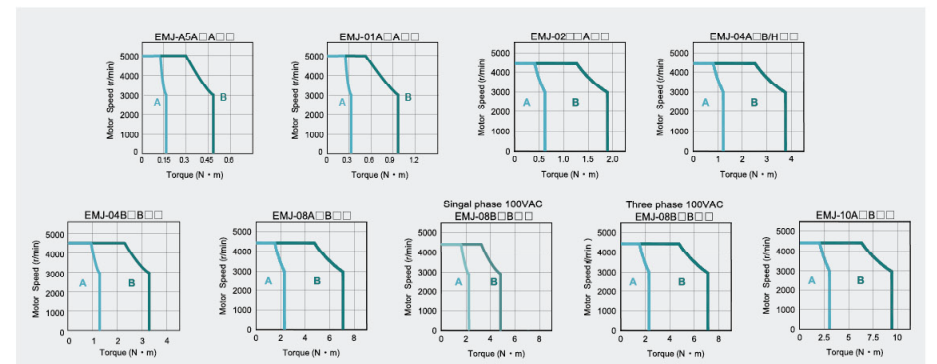 EMJ-A5A□A□□
5000
4000
3000
2000
1000
0
Motor Speed (r/min)
A
B
0 0.15 0.3 0.45 0.6
Torque (N・m)
EMJ-01A□A□□
5000
4000
3000
2000
1000
0
Motor Speed (r/min)
A
B
0 0.3 0.6 0.9 1.2
Torque (N・m)
EMJ-02□□A□□
5000
4000
3000
2000
1000
0
Motor Speed (r/min)
A
B
0 0.5 1.0 1.5 2.0
Torque (N・m)
EMJ-04A□B/H□□
5000
4000
3000
2000
1000
0
Motor Speed (r/min)
A
B
0 1 2 3 4
Torque (N・m)
EMJ-04B□B□□
5000
4000
3000
2000
1000
0
Motor Speed (r/min)
A
B
0 1 2 3 4
Torque (N・m)
EMJ-08A□B□□
5000
4000
3000
2000
1000
0
Motor Speed (r/min)
A
B
0 2 4 6 8
Torque (N・m)
Singal phase 100VAC
EMJ-08B□B□□
5000
4000
3000
2000
1000
0
Motor Speed (r/min)
A
B
0 2 4 6 8
Torque (N・m)
Three phase 100VAC
EMJ-08B□B□□
5000
4000
3000
2000
1000
0
Motor Speed (r/min )
A
B
0 2 4 6 8
Torque (N・m)
EMJ-10A□B□□
5000
4000
3000
2000
1000
0
Motor Speed (r/min)
A
B
0 2.5 5 7.5 10
Torque (N・m)